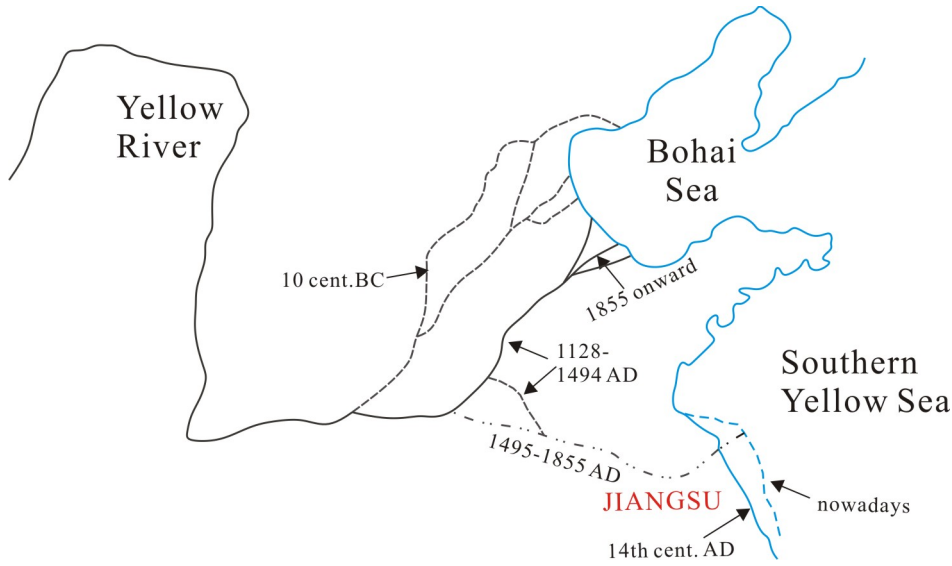 Yellow
River
Bohai
Sea
10 cent.BC
1855 onward
1128-
1494 AD
Southern
Yellow Sea
1495-1855 AD
JIANGSU
nowadays
14th cent. AD